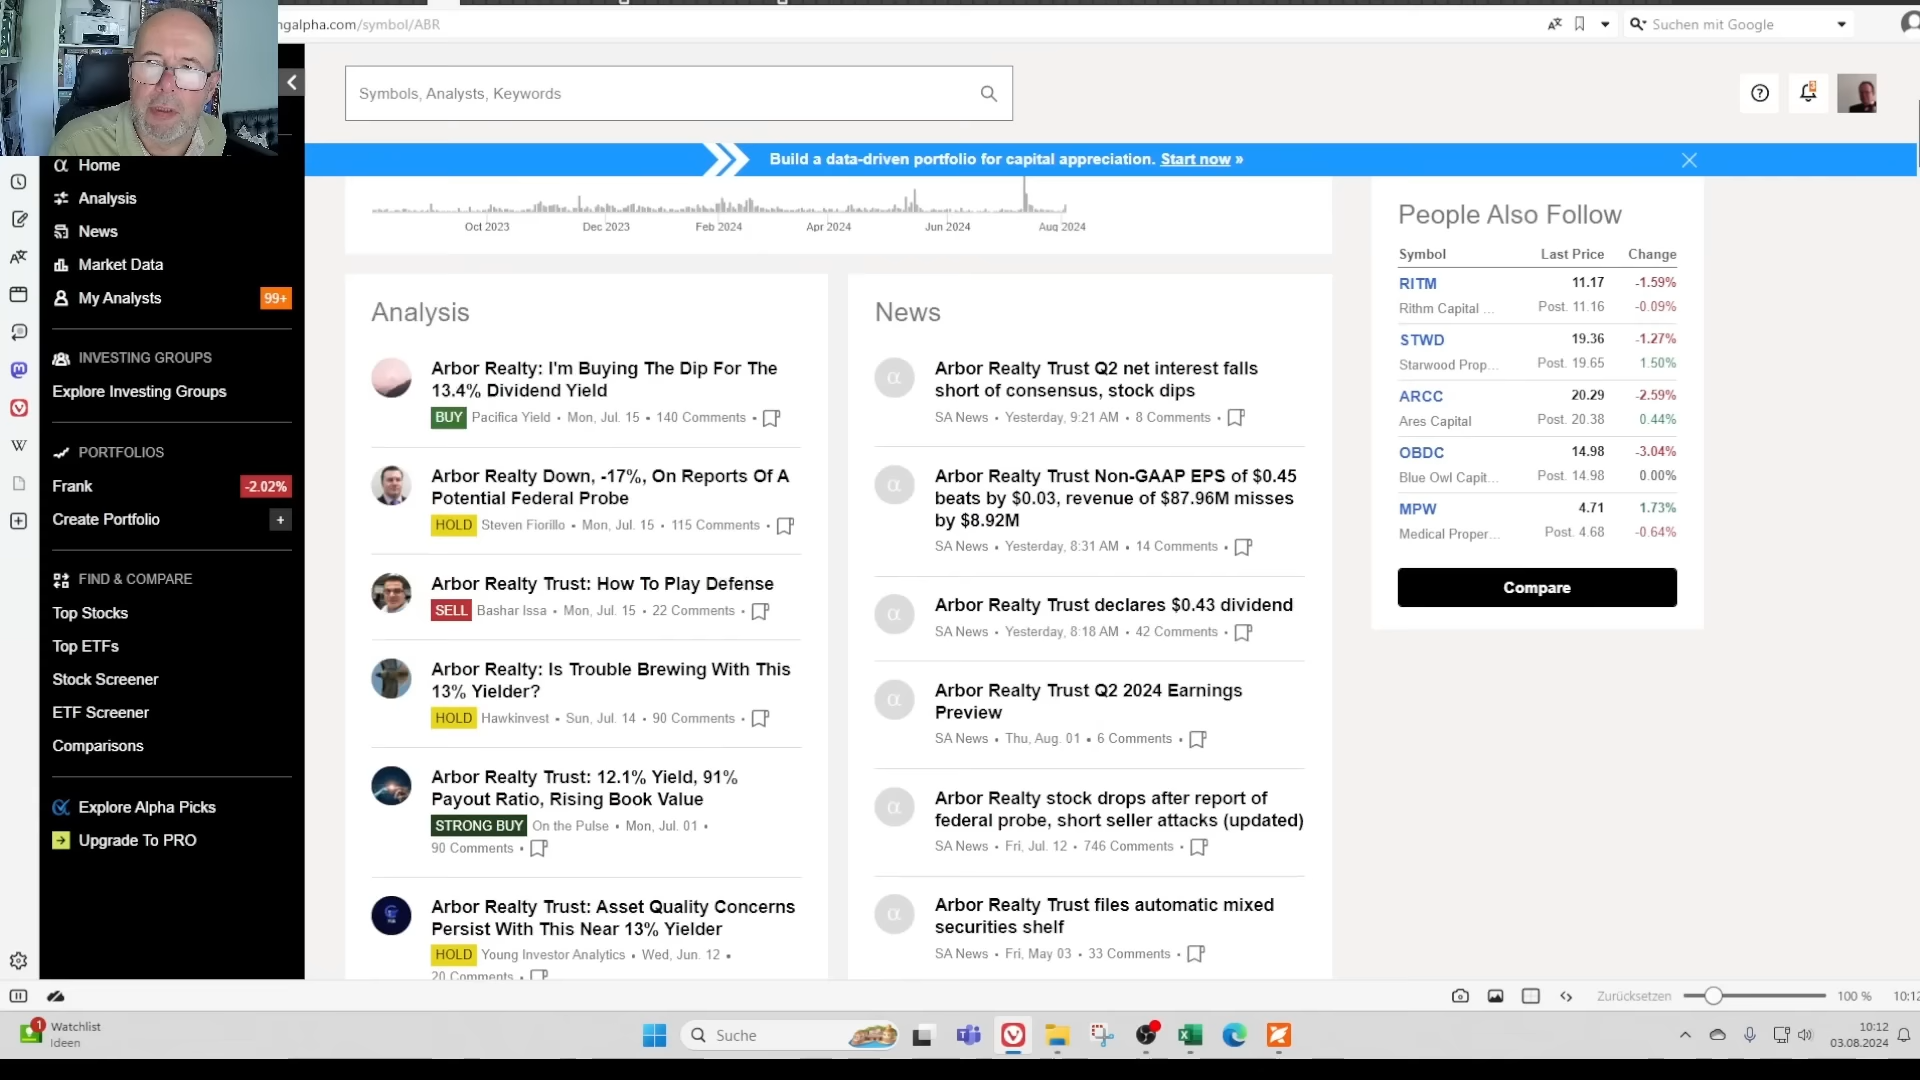 ngalpha.com/symbol/ABR
Suchen mit Google
Symbols, Analysts, Keywords
Build a data-driven portfolio for capital appreciation. Start now »
Home
Analysis
News
Market Data
My Analysts
99+
INVESTING GROUPS
Explore Investing Groups
PORTFOLIOS
Frank
-2.02%
Create Portfolio
+
FIND & COMPARE
Top Stocks
Top ETFs
Stock Screener
ETF Screener
Comparisons
Explore Alpha Picks
Upgrade To PRO
Oct 2023 Dec 2023 Feb 2024 Apr 2024 Jun 2024 Aug 2024
Analysis
Arbor Realty: I'm Buying The Dip For The
13.4% Dividend Yield
BUY Pacifica Yield • Mon, Jul. 15 • 140 Comments •
Arbor Realty Down, -17%, On Reports Of A
Potential Federal Probe
HOLD Steven Fiorillo • Mon, Jul. 15 • 115 Comments •
Arbor Realty Trust: How To Play Defense
SELL Bashar Issa • Mon, Jul. 15 • 22 Comments •
Arbor Realty: Is Trouble Brewing With This
13% Yielder?
HOLD Hawkinvest • Sun, Jul. 14 • 90 Comments •
Arbor Realty Trust: 12.1% Yield, 91%
Payout Ratio, Rising Book Value
STRONG BUY On the Pulse • Mon, Jul. 01 •
90 Comments •
Arbor Realty Trust: Asset Quality Concerns
Persist With This Near 13% Yielder
HOLD Young Investor Analytics • Wed, Jun. 12 •
20 Comments •
News
Arbor Realty Trust Q2 net interest falls
short of consensus, stock dips
SA News • Yesterday, 9:21 AM • 8 Comments •
Arbor Realty Trust Non-GAAP EPS of $0.45
beats by $0.03, revenue of $87.96M misses
by $8.92M
SA News • Yesterday, 8:31 AM • 14 Comments •
Arbor Realty Trust declares $0.43 dividend
SA News • Yesterday, 8:18 AM • 42 Comments •
Arbor Realty Trust Q2 2024 Earnings
Preview
SA News • Thu, Aug. 01 • 6 Comments •
Arbor Realty stock drops after report of
federal probe, short seller attacks (updated)
SA News • Fri, Jul. 12 • 746 Comments •
Arbor Realty Trust files automatic mixed
securities shelf
SA News • Fri, May 03 • 33 Comments •
People Also Follow
Symbol Last Price Change
RITM 11.17 -1.59%
Rithm Capital ... Post. 11.16 -0.09%
STWD 19.36 -1.27%
Starwood Prop... Post. 19.65 1.50%
ARCC 20.29 -2.59%
Ares Capital Post. 20.38 0.44%
OBDC 14.98 -3.04%
Blue Owl Capit... Post. 14.98 0.00%
MPW 4.71 1.73%
Medical Proper... Post. 4.68 -0.64%
Compare
Zurücksetzen 100 % 10:12
1
Watchlist
Ideen
Suche
10:12
03.08.2024